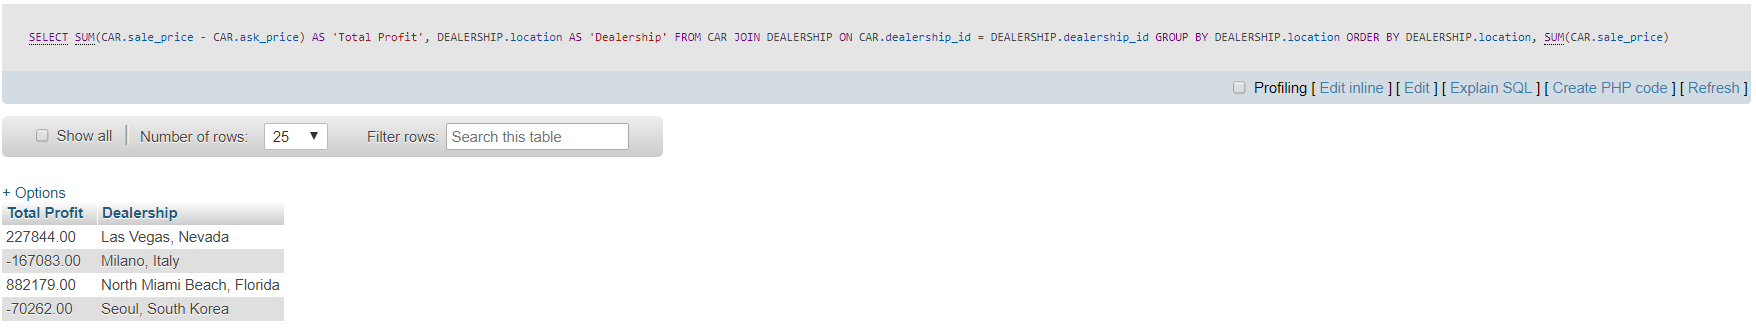 SELECT SUM(CAR.sale_price - CAR.ask_price) AS 'Total Profit', DEALERSHIP.location AS 'Dealership' FROM CAR JOIN DEALERSHIP ON CAR.dealership_id = DEALERSHIP.dealership_id GROUP BY DEALERSHIP.location ORDER BY DEALERSHIP.location, SUM(CAR.sale_price)
Profiling [ Edit inline ] [ Edit ] [ Explain SQL ] [ Create PHP code ] [ Refresh ]
Show all | Number of rows: 25 Filter rows: Search this table
+ Options
Total Profit Dealership
227844.00 Las Vegas, Nevada
-167083.00 Milano, Italy
882179.00 North Miami Beach, Florida
-70262.00 Seoul, South Korea